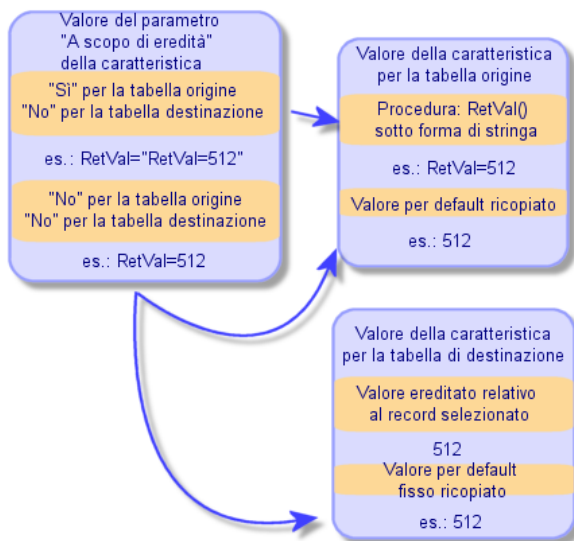 Valore del parametro
"A scopo di eredità"
della caratteristica
"Sì" per la tabella origine
"No" per la tabella destinazione
es.: RetVal="RetVal=512"
"No" per la tabella origine
"No" per la tabella destinazione
es.: RetVal=512
Valore della caratteristica
per la tabella origine
Procedura: RetVal()
sotto forma di stringa
es.: RetVal=512
Valore per default ricopiato
es.: 512
Valore della caratteristica
per la tabella di destinazione
Valore ereditato relativo
al record selezionato
512
Valore per default
fisso ricopiato
es.: 512